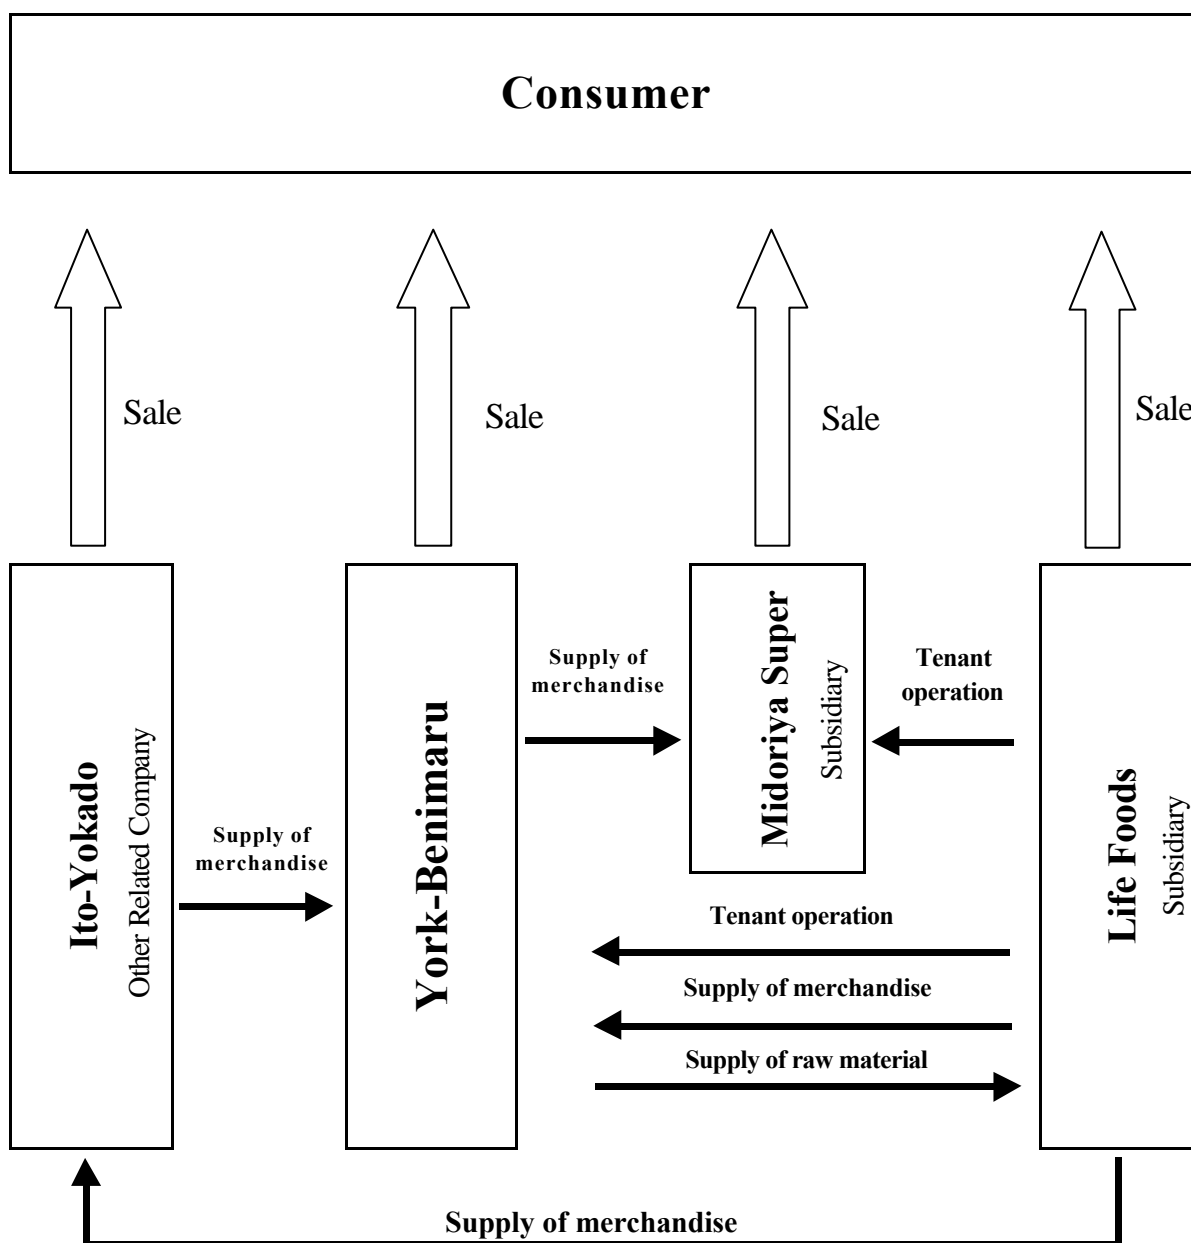 Consumer
Sale
Sale
Sale
Sale
Ito-Yokado
Other Related Company
Supply of
merchandise
York-Benimaru
Supply of
merchandise
Midoriya Super
Subsidiary
Tenant
operation
Life Foods
Subsidiary
Tenant operation
Supply of merchandise
Supply of raw material
Supply of merchandise